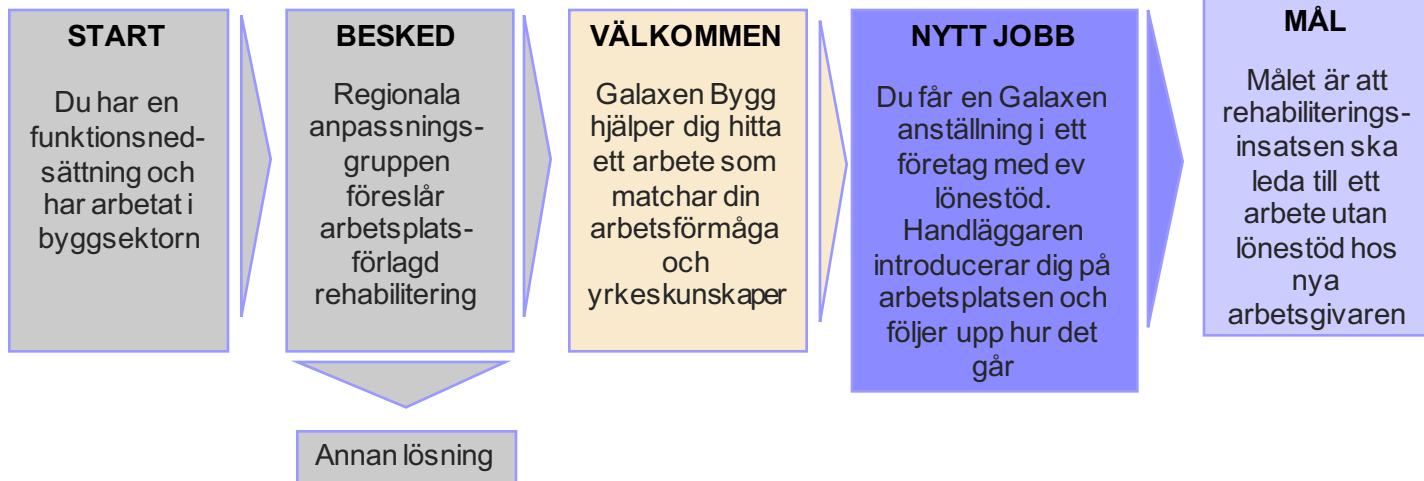 START
Du har en
funktionsned-
sättning och
har arbetat i
byggsektorn
BESKED
Regionala
anpassnings-
gruppen
föreslår
arbetsplats-
förlagd
rehabilitering
Annan lösning
VÄLKOMMEN
Galaxen Bygg
hjälper dig hitta
ett arbete som
matchar din
arbetsförmåga
och
yrkeskunskaper
NYTT JOBB
Du får en Galaxen
anställning i ett
företag med ev
lönestöd.
Handläggaren
introducerar dig på
arbetsplatsen och
följer upp hur det
går
MÅL
Målet är att
rehabiliterings-
insatsen ska
leda till ett
arbete utan
lönestöd hos
nya
arbetsgivaren